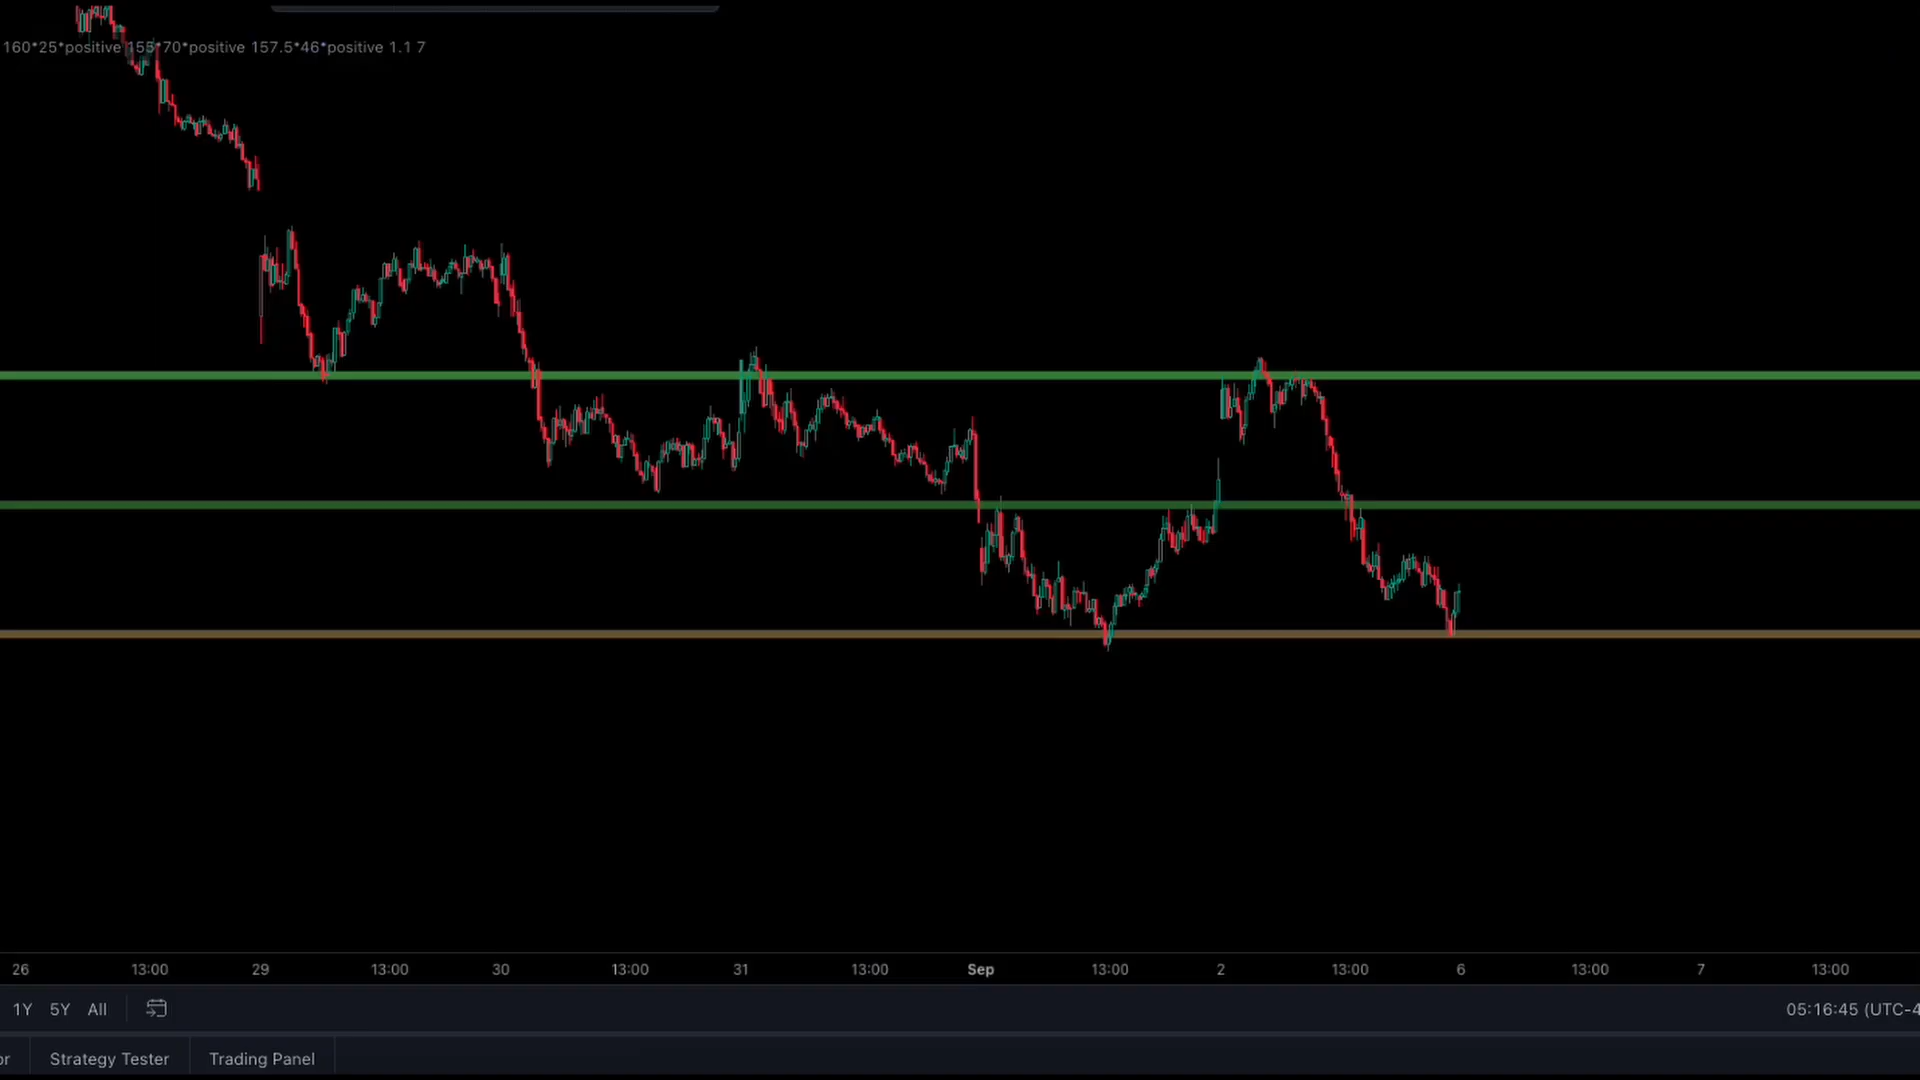 160*25*positive 155*70*positive 157.5*46*positive 1.1 7
26 13:00 29 13:00 30 13:00 31 13:00 Sep 13:00 2 13:00 6 13:00 7 13:00
1Y 5Y All 05:16:45 (UTC-4
or Strategy Tester Trading Panel